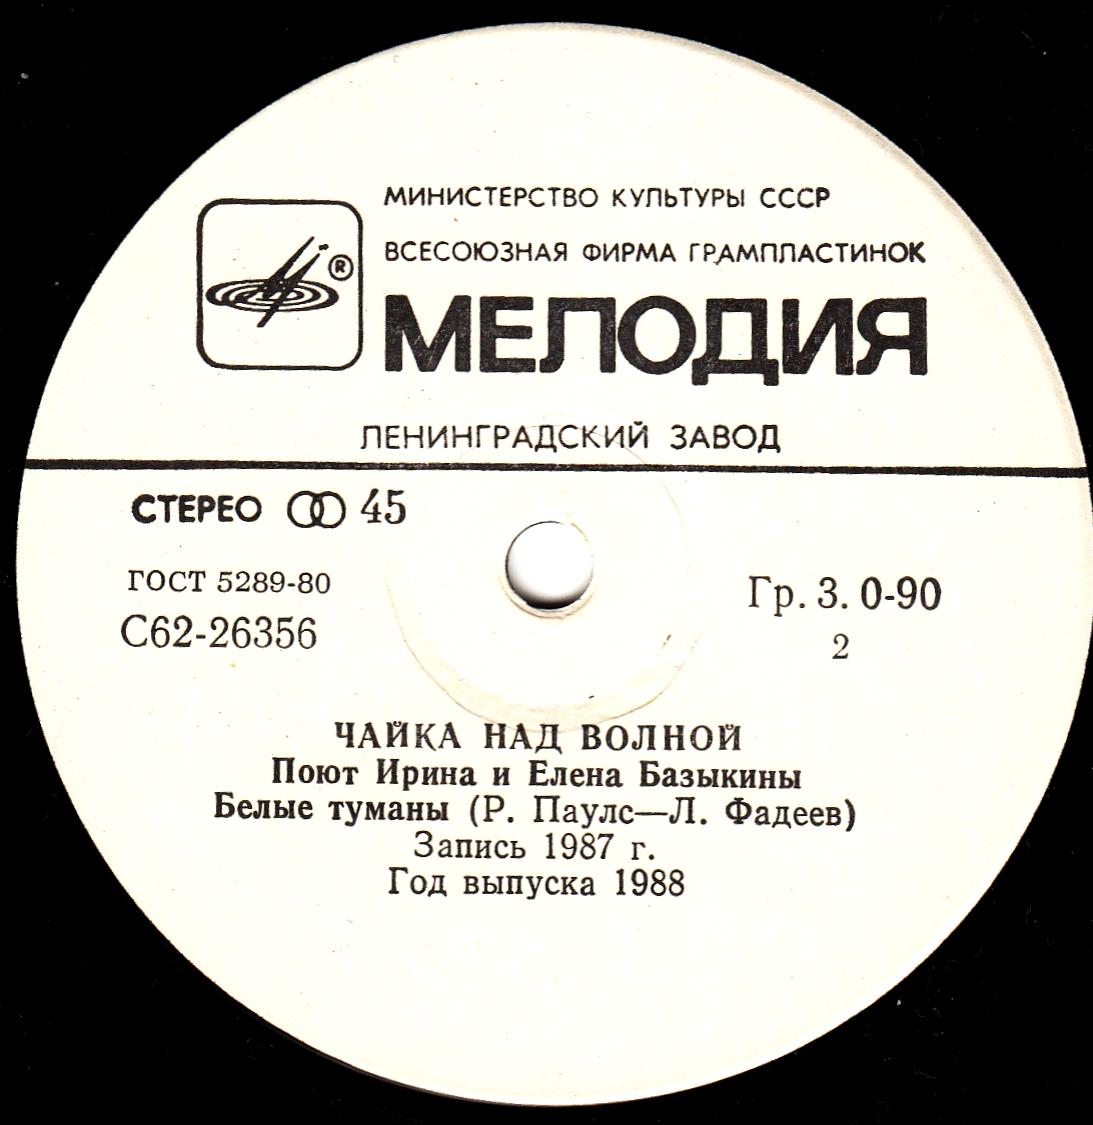 МИНИСТЕРСТВО КУЛЬТУРЫ СССР
ВСЕСОЮЗНАЯ ФИРМА ГРАМПЛАСТИНОК
®
МЕЛОДИЯ
ЛЕНИНГРАДСКИЙ ЗАВОД
СТЕРЕО 45
ГОСТ 5289-80
С62-26356
Гр. 3. 0-90
2
ЧАЙКА НАД ВОЛНОЙ
Поют Ирина и Елена Базыкины
Белые туманы (Р. Паулс—Л. Фадеев)
Запись 1987 г.
Год выпуска 1988